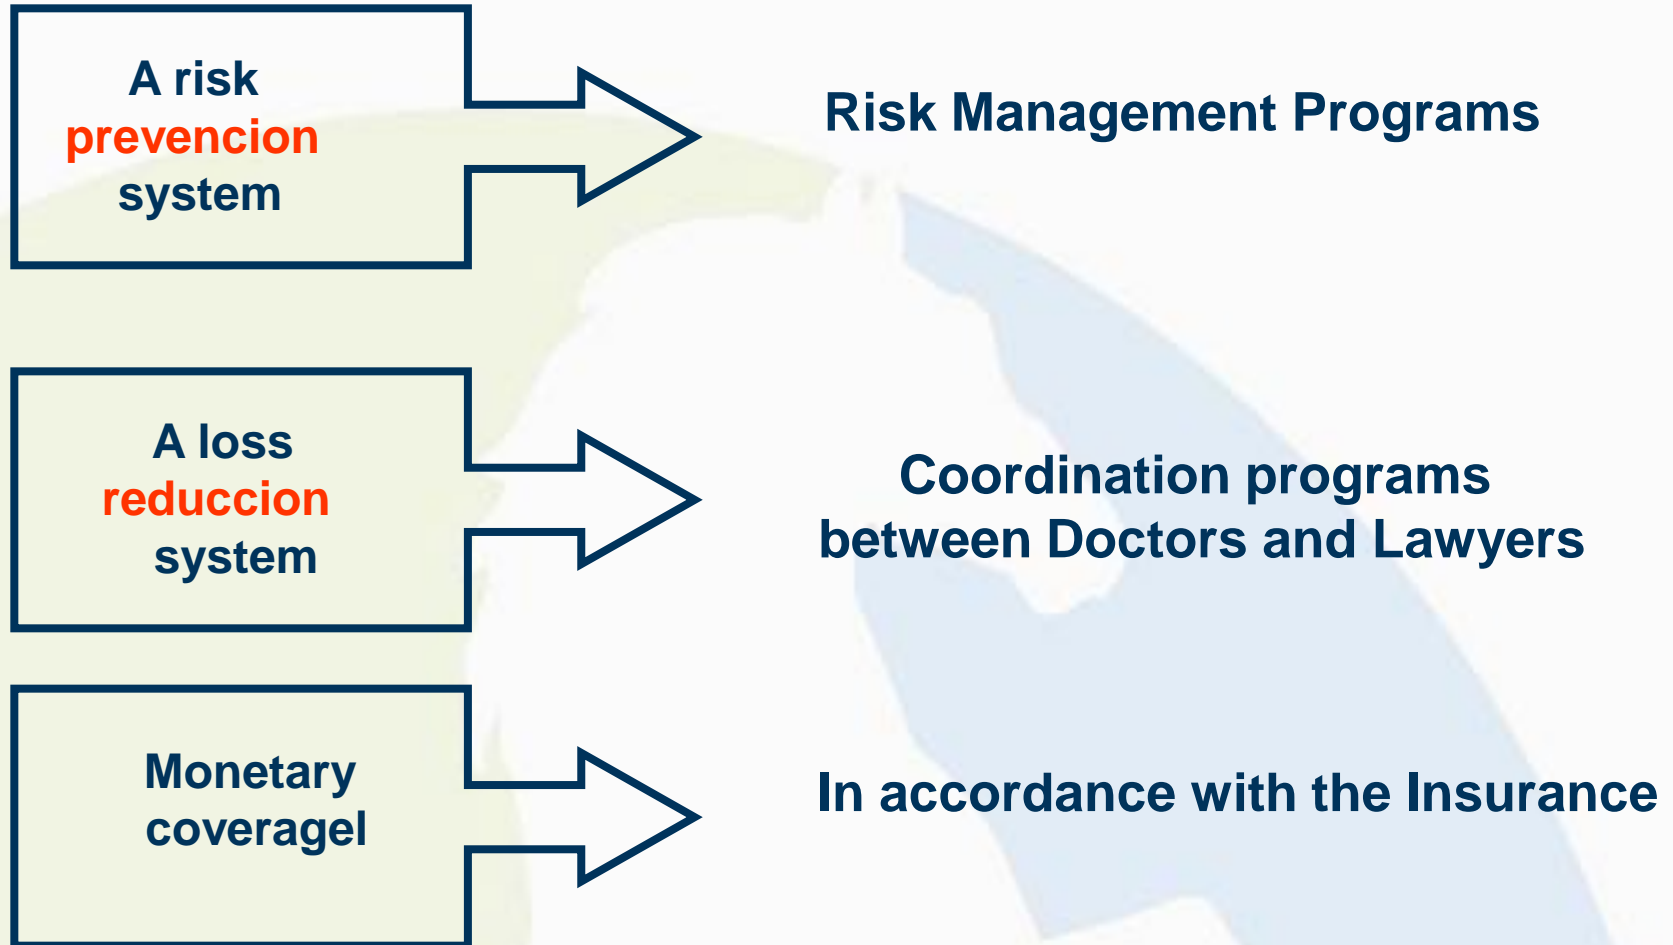 A risk
prevencion
system
Risk Management Programs
A loss
reduccion
system
Coordination programs
between Doctors and Lawyers
Monetary
coveragel
In accordance with the Insurance